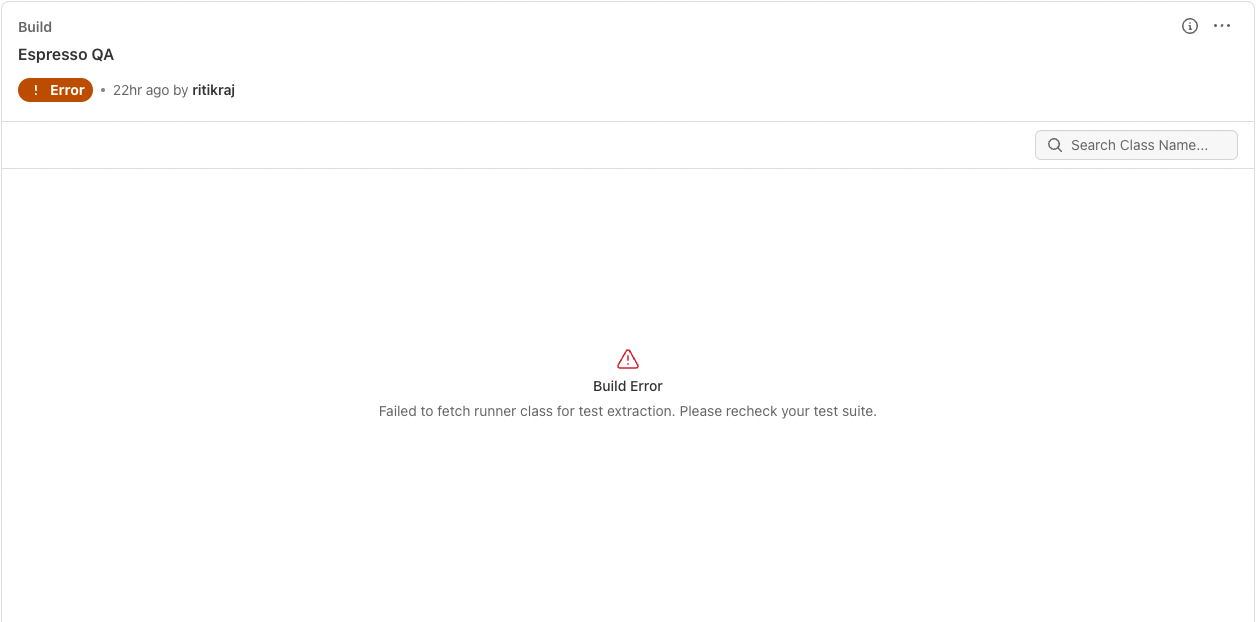 Build
Espresso QA
! Error • 22hr ago by ritikraj
Search Class Name...
Build Error
Failed to fetch runner class for test extraction. Please recheck your test suite.